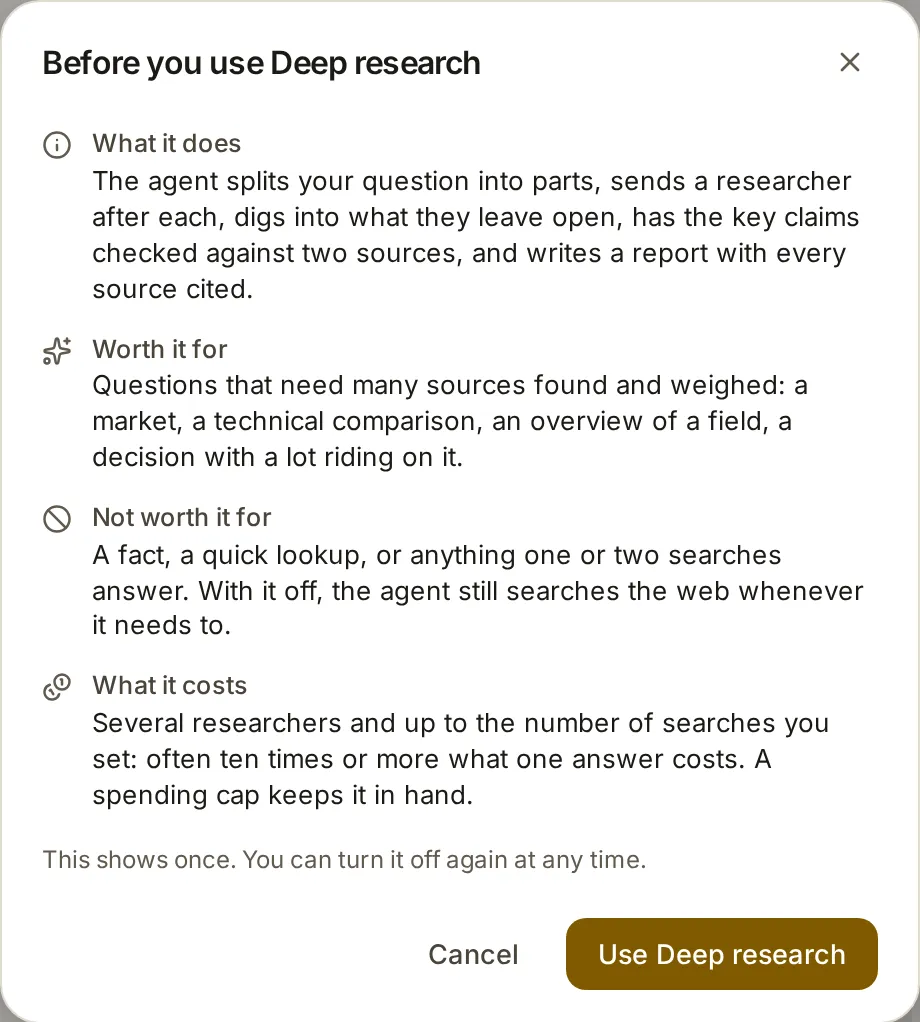 Before you use Deep research
What it does
The agent splits your question into parts, sends a researcher
after each, digs into what they leave open, has the key claims
checked against two sources, and writes a report with every
source cited.
Worth it for
Questions that need many sources found and weighed: a
market, a technical comparison, an overview of a field, a
decision with a lot riding on it.
Not worth it for
A fact, a quick lookup, or anything one or two searches
answer. With it off, the agent still searches the web whenever
it needs to.
What it costs
Several researchers and up to the number of searches you
set: often ten times or more what one answer costs. A
spending cap keeps it in hand.
This shows once. You can turn it off again at any time.
Cancel
Use Deep research